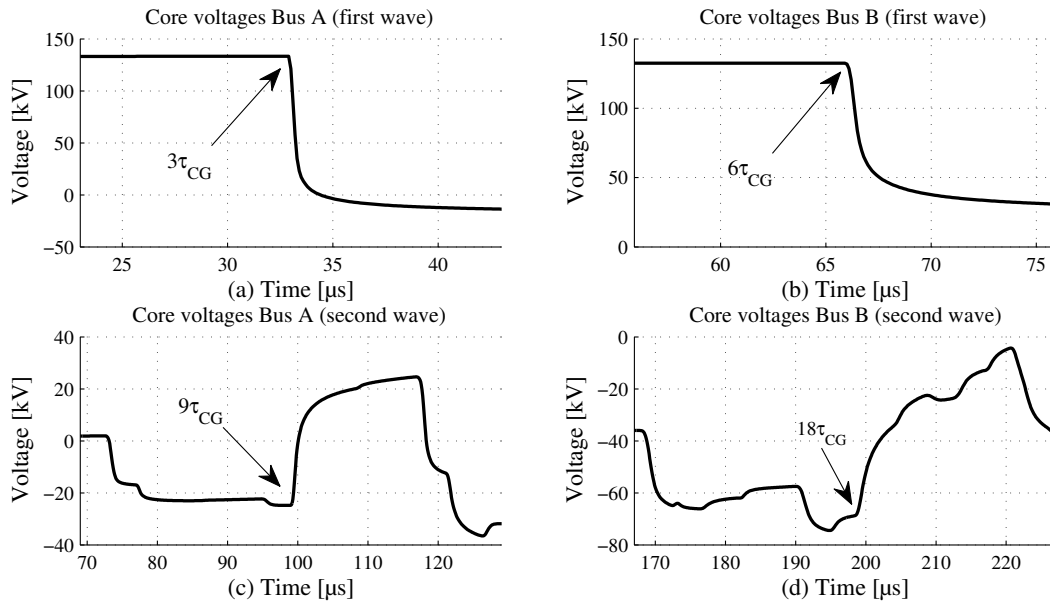 Core voltages Bus A (first wave)
150
100
50
0
−50
Voltage [kV]
3τCG
25 30 35 40
(a) Time [µs]
Core voltages Bus B (first wave)
150
100
50
0
Voltage [kV]
6τCG
60 65 70 75
(b) Time [µs]
Core voltages Bus A (second wave)
40
20
0
−20
−40
Voltage [kV]
9τCG
70 80 90 100 110 120
(c) Time [µs]
Core voltages Bus B (second wave)
0
−20
−40
−60
−80
Voltage [kV]
18τCG
170 180 190 200 210 220
(d) Time [µs]